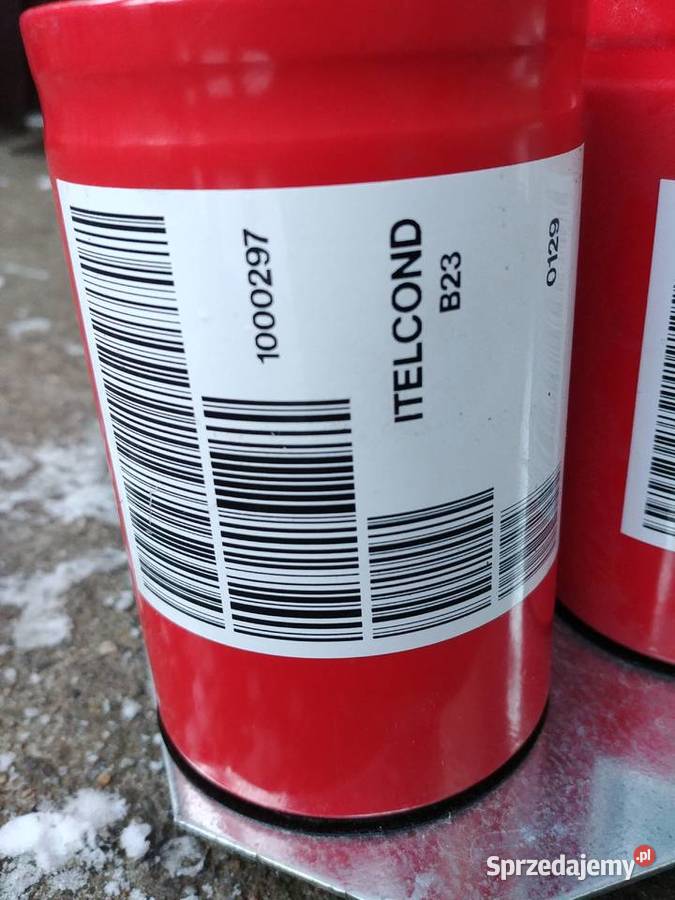 1000297
ITELCOND
B23
0129
Sprzedajemy.pl